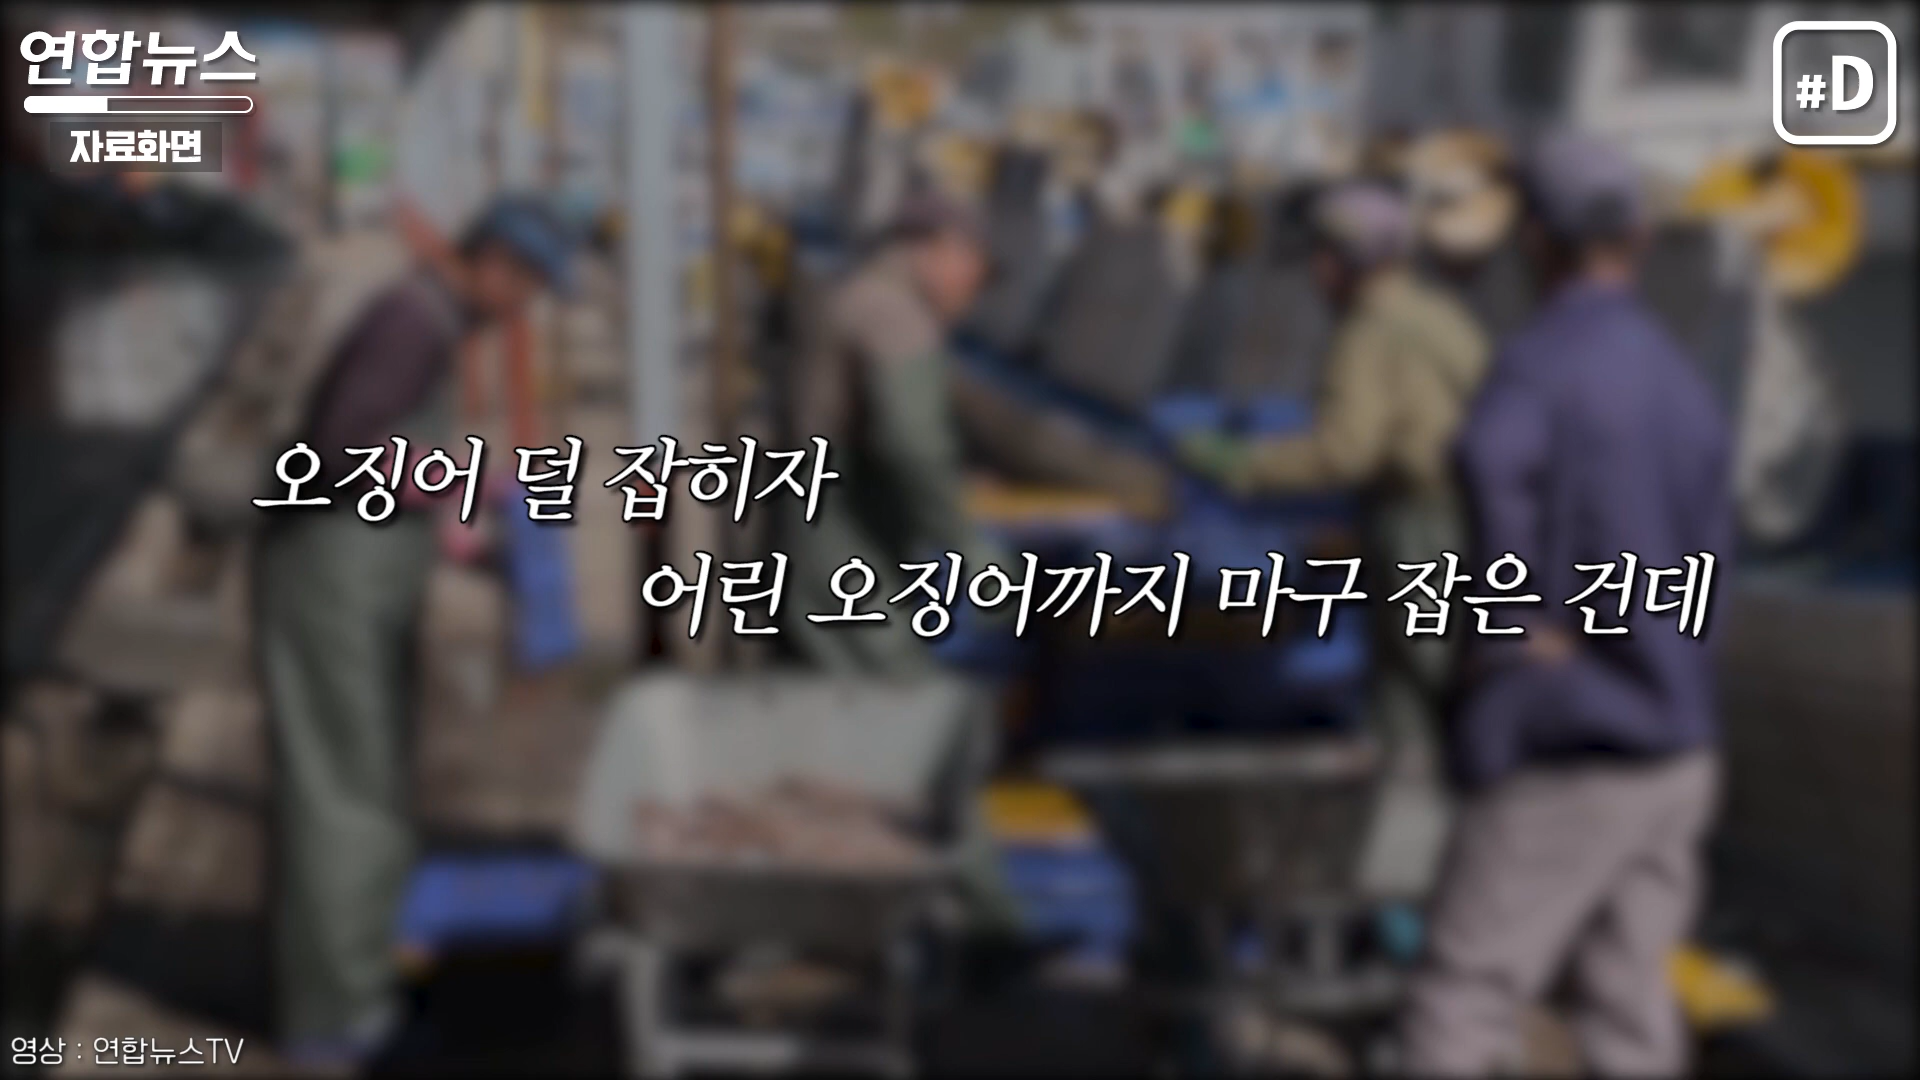 연합뉴스
자료화면
#D
오징어 덜 잡히자
어린 오징어까지 마구 잡은 건데
영상 : 연합뉴스TV